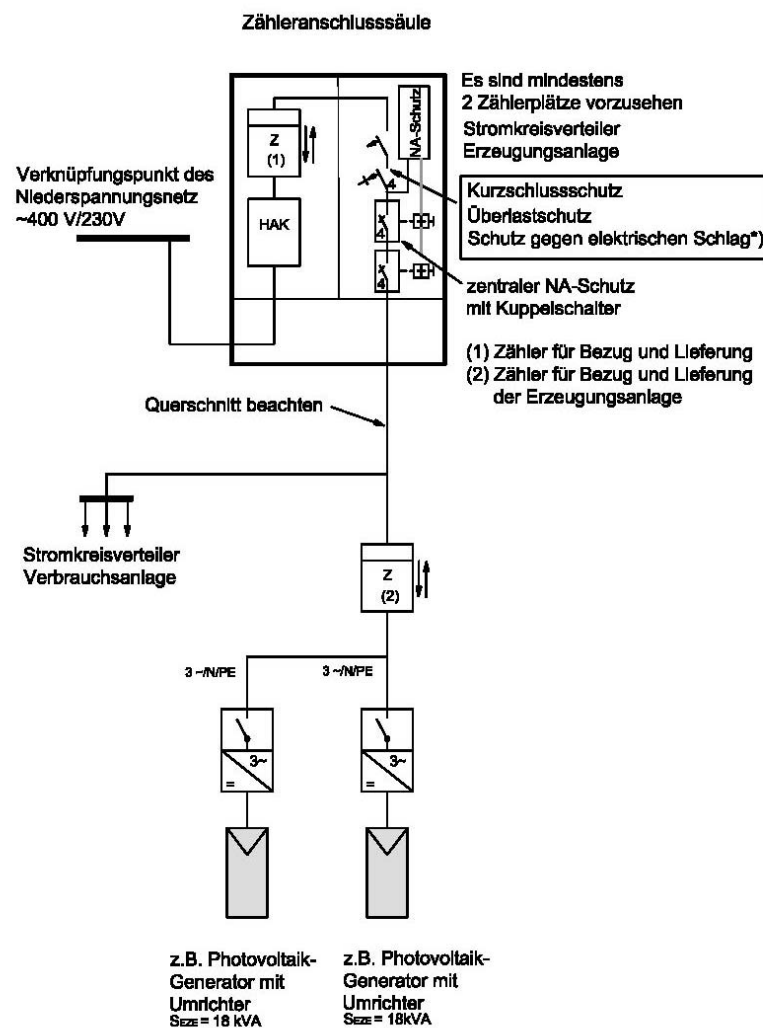 Zähleranschlusssäule
Es sind mindestens
2 Zählerplätze vorzusehen
Stromkreisverteiler
Erzeugungsanlage
NA-Schutz
Z
(1)
Verknüpfungspunkt des
Niederspannungsnetz
~400 V/230V
HAK
4
4
4
Kurzschlussschutz
Überlastschutz
Schutz gegen elektrischen Schlag*)
zentraler NA-Schutz
mit Kuppelschalter
(1) Zähler für Bezug und Lieferung
(2) Zähler für Bezug und Lieferung
der Erzeugungsanlage
Querschnitt beachten
Stromkreisverteiler
Verbrauchsanlage
Z
(2)
3 ~/N/PE
3 ~/N/PE
3~
=
3~
=
z.B. Photovoltaik-
Generator mit
Umrichter
SEZE = 18 kVA
z.B. Photovoltaik-
Generator mit
Umrichter
SEZE = 18kVA